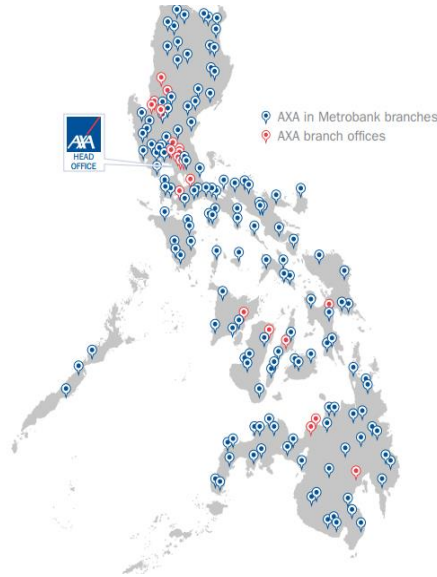 AXA in Metrobank branches
AXA branch offices
AXA
HEAD
OFFICE